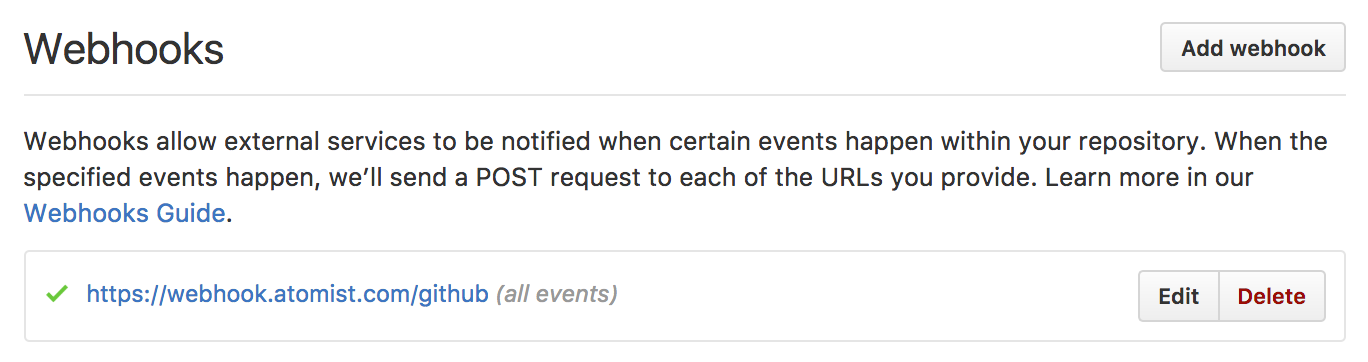 Webhooks
Add webhook
Webhooks allow external services to be notified when certain events happen within your repository. When the
specified events happen, we’ll send a POST request to each of the URLs you provide. Learn more in our
Webhooks Guide.
https://webhook.atomist.com/github (all events)
Edit
Delete